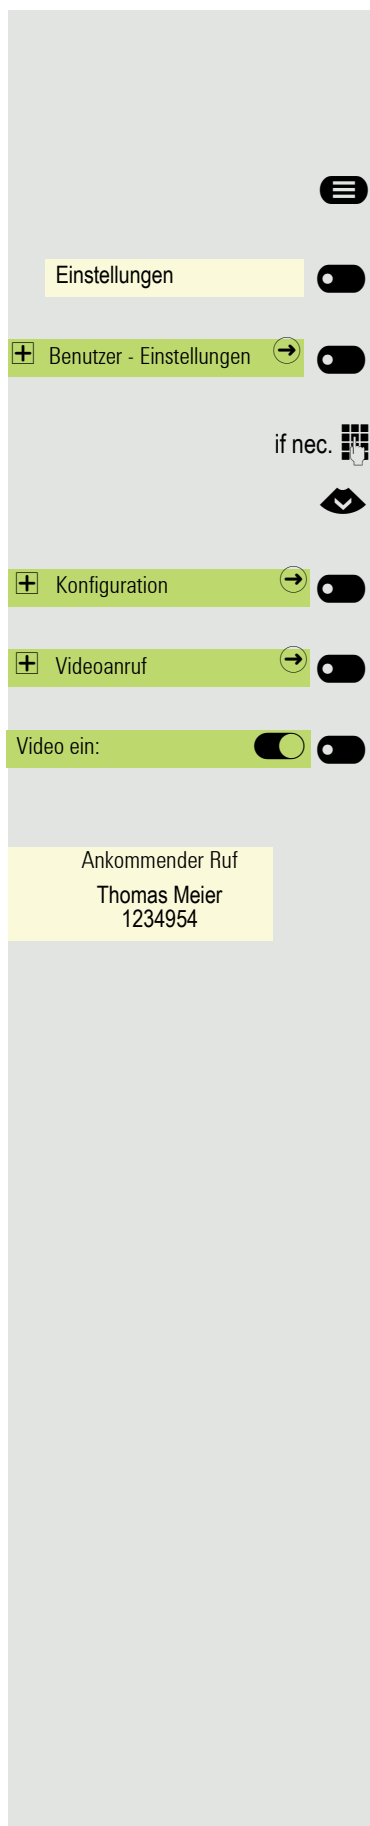 Einstellungen
Benutzer - Einstellungen
if nec.
Konfiguration
Videoanruf
Video ein:
Ankommender Ruf
Thomas Meier
1234954